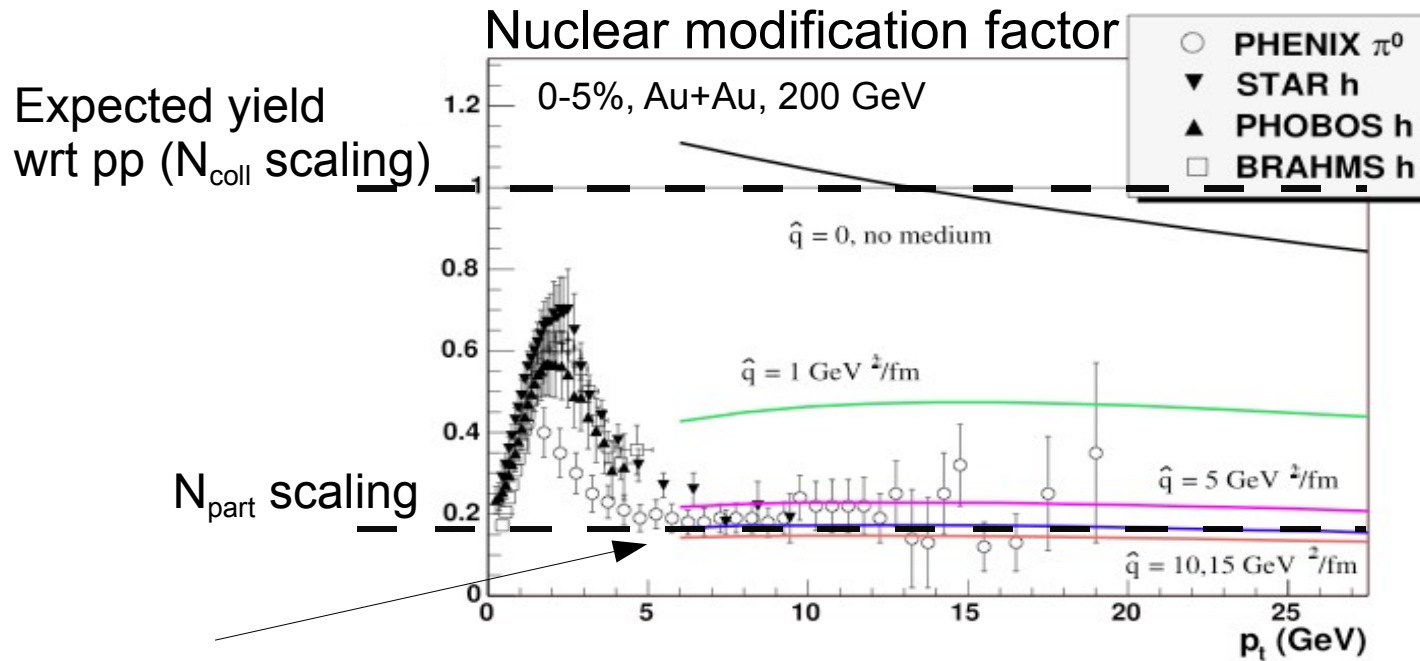 Nuclear modification factor
○ PHENIX π⁰
▼ STAR h
▲ PHOBOS h
□ BRAHMS h
0-5%, Au+Au, 200 GeV
Expected yield
wrt pp (N_coll scaling)
N_part scaling
1.2
1
0.8
0.6
0.4
0.2
0
q̂ = 0, no medium
q̂ = 1 GeV ²/fm
q̂ = 5 GeV ²/fm
q̂ = 10,15 GeV ²/fm
0 5 10 15 20 25
p_t (GeV)